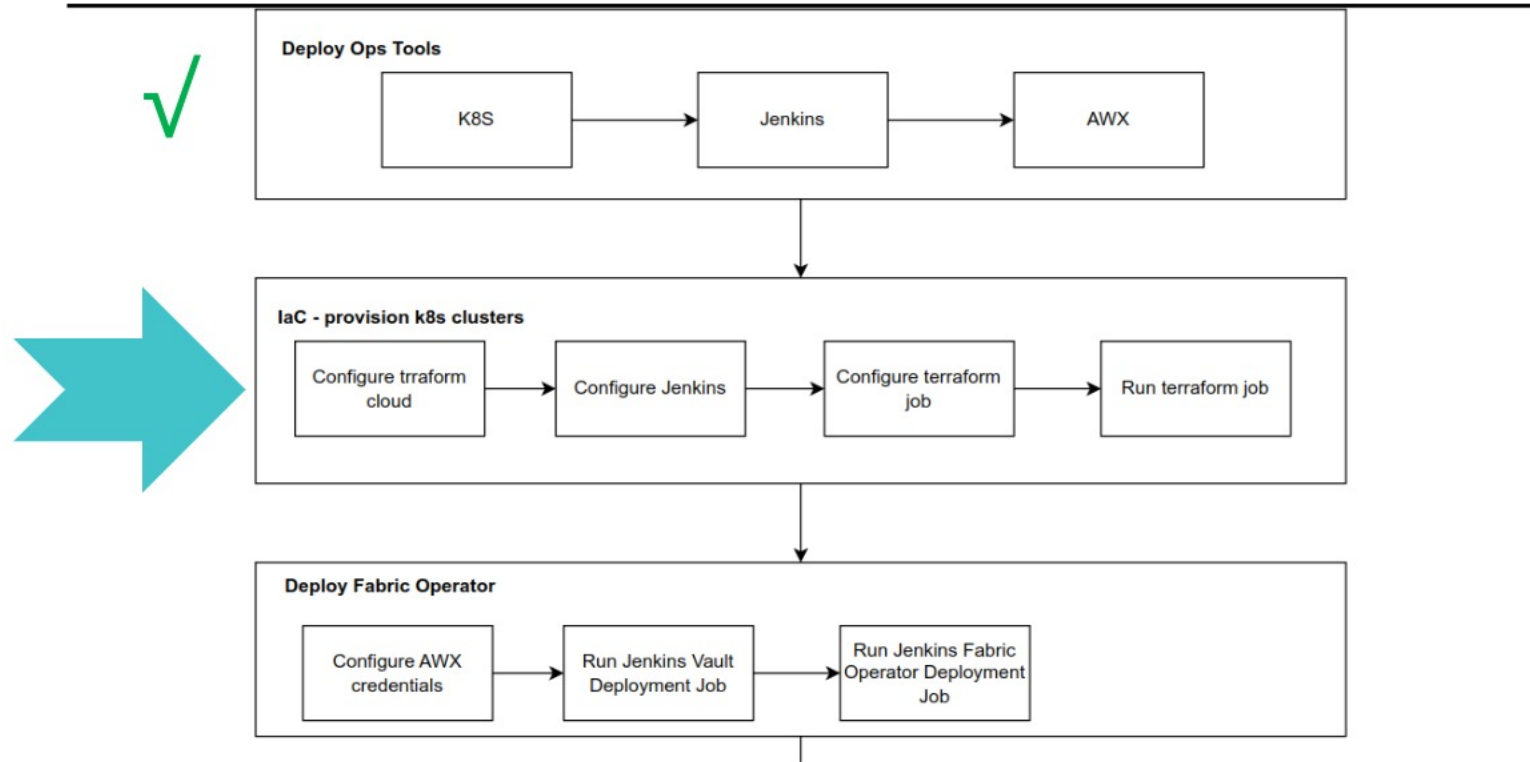 √
Deploy Ops Tools
K8S
Jenkins
AWX
IaC - provision k8s clusters
Configure trraform
cloud
Configure Jenkins
Configure terraform
job
Run terraform job
Deploy Fabric Operator
Configure AWX
credentials
Run Jenkins Vault
Deployment Job
Run Jenkins Fabric
Operator Deployment
Job